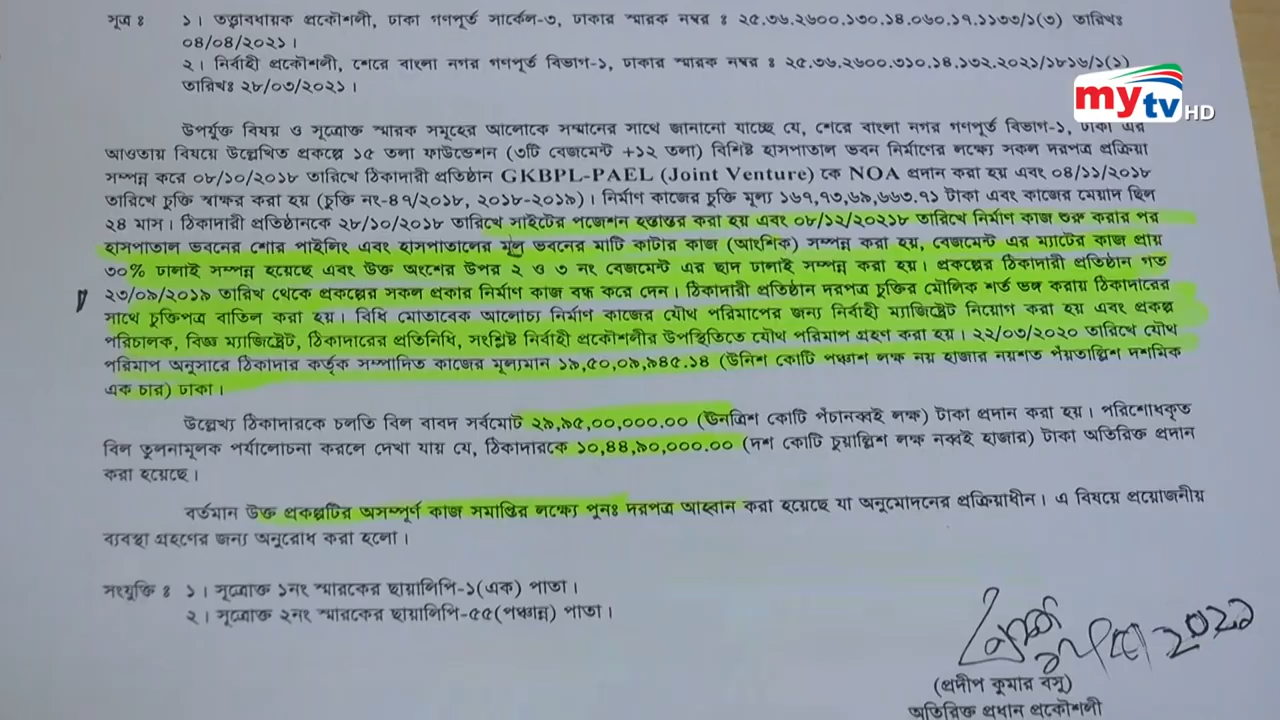 সূত্রঃ ১। তত্ত্বাবধায়ক প্রকৌশলী, ঢাকা গণপূর্ত সার্কেল-৩, ঢাকার স্মারক নম্বর ঃ ২৫.৩৬.২৬০০.১৩০.১৪.০৬০.১৭.১১৩৩/১(৩) তারিখঃ
০৪/০৪/২০২১।
২। নির্বাহী প্রকৌশলী, শেরে বাংলা নগর গণপূর্ত বিভাগ-১, ঢাকার স্মারক নম্বর ঃ ২৫.৩৬.২৬০০.৩১০.১৪.১৩২.২০২১/১৮১৬/১(১)
তারিখঃ ২৮/০৩/২০২১।
mytv HD
উপর্যুক্ত বিষয় ও সূত্রোক্ত স্মারক সমূহের আলোকে সম্মানের সাথে জানানো যাচ্ছে যে, শেরে বাংলা নগর গণপূর্ত বিভাগ-১, ঢাকা এর
আওতায় বিষয়ে উল্লেখিত প্রকল্পে ১৫ তলা ফাউন্ডেশন (৩টি বেজমেন্ট +১২ তলা) বিশিষ্ট হাসপাতাল ভবন নির্মাণের লক্ষ্যে সকল দরপত্র প্রক্রিয়া
সম্পন্ন করে ০৮/১০/২০১৮ তারিখে ঠিকাদারী প্রতিষ্ঠান GKBPL-PAEL (Joint Venture) কে NOA প্রদান করা হয় এবং ০৪/১১/২০১৮
তারিখে চুক্তি স্বাক্ষর করা হয় (চুক্তি নং-৪৭/২০১৮, ২০১৮-২০১৯)। নির্মাণ কাজের চুক্তি মূল্য ১৬৭,৭৩,৬৯,৬৬৩.৭১ টাকা এবং কাজের মেয়াদ ছিল
২৪ মাস। ঠিকাদারী প্রতিষ্ঠানকে ২৮/১০/২০১৮ তারিখে সাইটের পজেশন হস্তান্তর করা হয় এবং ০৮/১২/২০২১৮ তারিখে নির্মাণ কাজ শুরু করার পর
হাসপাতাল ভবনের শোর পাইলিং এবং হাসপাতালের মূল ভবনের মাটি কাটার কাজ (আংশিক) সম্পন্ন করা হয়, বেজমেন্ট এর ম্যাটের কাজ প্রায়
৩০% ঢালাই সম্পন্ন হয়েছে এবং উক্ত অংশের উপর ২ ও ৩ নং বেজমেন্ট এর ছাদ ঢালাই সম্পন্ন করা হয়। প্রকল্পের ঠিকাদারী প্রতিষ্ঠান গত
২৩/০৯/২০১৯ তারিখ থেকে প্রকল্পের সকল প্রকার নির্মাণ কাজ বন্ধ করে দেন। ঠিকাদারী প্রতিষ্ঠান দরপত্র চুক্তির মৌলিক শর্ত ভঙ্গ করায় ঠিকাদারের
সাথে চুক্তিপত্র বাতিল করা হয়। বিধি মোতাবেক আলোচ্য নির্মাণ কাজের যৌথ পরিমাপের জন্য নির্বাহী ম্যাজিষ্ট্রেট নিয়োগ করা হয় এবং প্রকল্প
পরিচালক, বিজ্ঞ ম্যাজিষ্ট্রেট, ঠিকাদারের প্রতিনিধি, সংশ্লিষ্ট নির্বাহী প্রকৌশলীর উপস্থিতিতে যৌথ পরিমাপ গ্রহণ করা হয়। ২২/০৩/২০২০ তারিখে যৌথ
পরিমাপ অনুসারে ঠিকাদার কর্তৃক সম্পাদিত কাজের মূল্যমান ১৯,৫০,০৯,৯৪৫.১৪ (উনিশ কোটি পঞ্চাশ লক্ষ নয় হাজার নয়শত পঁয়তাল্লিশ দশমিক
এক চার) ঢাকা।
উল্লেখ্য ঠিকাদারকে চলতি বিল বাবদ সর্বমোট ২৯,৯৫,০০,০০০.০০ (ঊনত্রিশ কোটি পঁচানব্বই লক্ষ) টাকা প্রদান করা হয়। পরিশোধকৃত
বিল তুলনামূলক পর্যালোচনা করলে দেখা যায় যে, ঠিকাদারকে ১০,৪৪,৯০,০০০.০০ (দশ কোটি চুয়াল্লিশ লক্ষ নব্বই হাজার) টাকা অতিরিক্ত প্রদান
করা হয়েছে।
বর্তমান উক্ত প্রকল্পটির অসম্পূর্ণ কাজ সমাপ্তির লক্ষ্যে পুনঃ দরপত্র আহবান করা হয়েছে যা অনুমোদনের প্রক্রিয়াধীন। এ বিষয়ে প্রয়োজনীয়
ব্যবস্থা গ্রহণের জন্য অনুরোধ করা হলো।
সংযুক্তি ঃ ১। সূত্রোক্ত ১নং স্মারকের ছায়ালিপি-১(এক) পাতা।
২। সূত্রোক্ত ২নং স্মারকের ছায়ালিপি-৫৫(পঞ্চান্ন) পাতা।
২০২১
(প্রদীপ কুমার বসু)
অতিরিক্ত প্রধান প্রকৌশলী